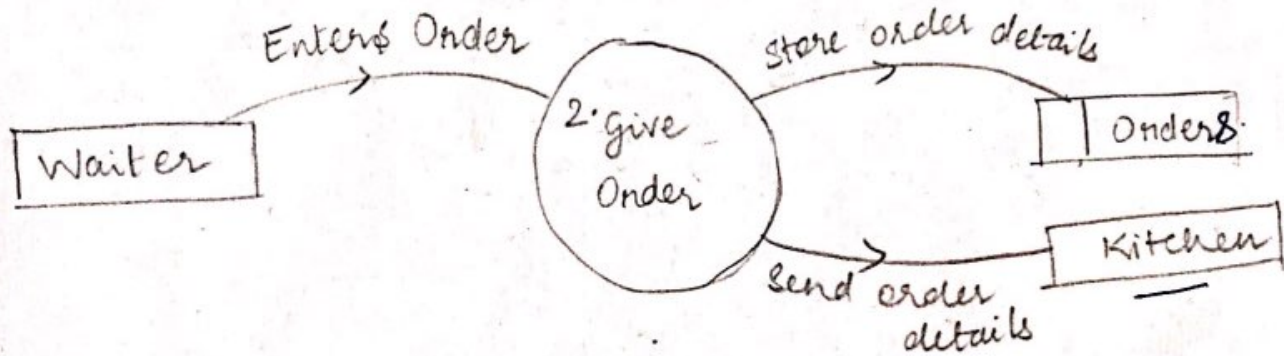 Enters Order
Store order details
Waiter
2. Give
Order
Orders.
Kitchen
Send order
details